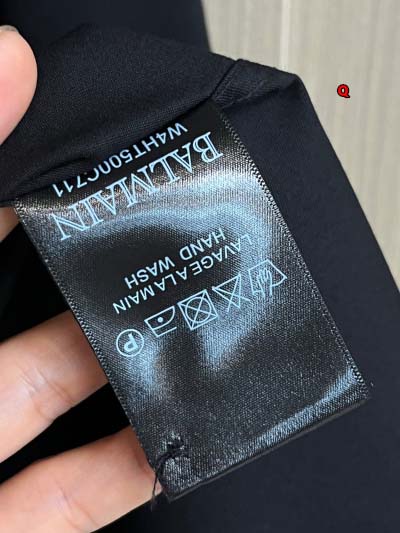 Q
W4HT500C711
BALMAIN
LAVAGE A LA MAIN
HAND WASH
P